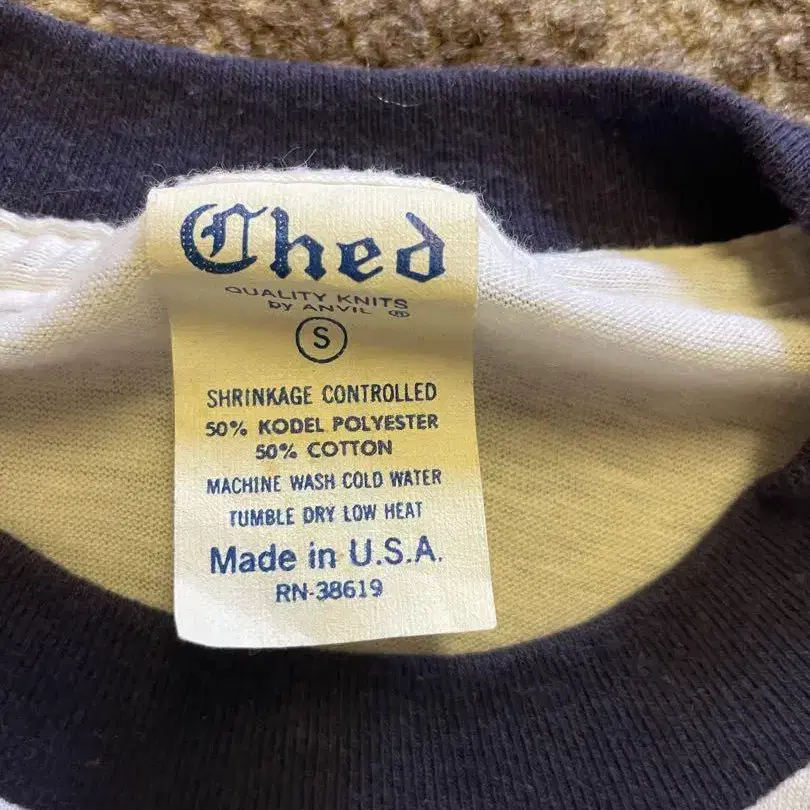 Ched
QUALITY KNITS
BY ANVIL ®
S
SHRINKAGE CONTROLLED
50% KODEL POLYESTER
50% COTTON
MACHINE WASH COLD WATER
TUMBLE DRY LOW HEAT
Made in U.S.A.
RN-38619